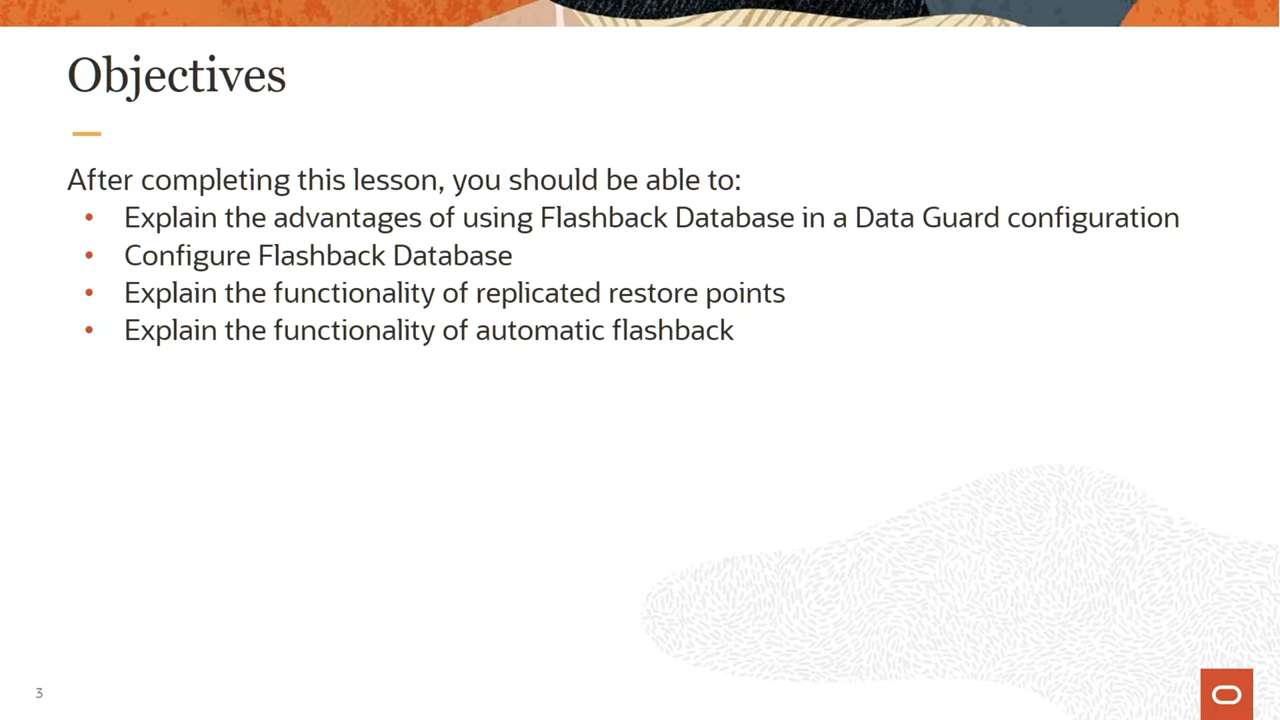 Objectives
After completing this lesson, you should be able to:
• Explain the advantages of using Flashback Database in a Data Guard configuration
• Configure Flashback Database
• Explain the functionality of replicated restore points
• Explain the functionality of automatic flashback
3